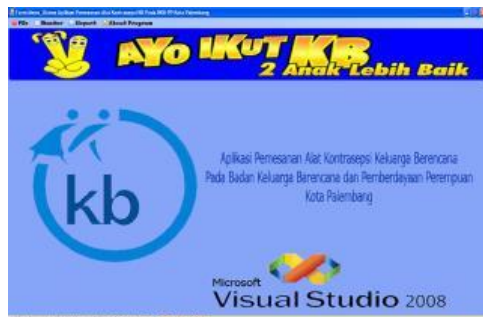 File Master Report About Program
AYO IKUT KB
2 Anak Lebih Baik
kb
Aplikasi Pemesanan Alat Kontrasepsi Keluarga Berencana
Pada Badan Keluarga Berencana dan Pemberdayaan Perempuan
Kota Palembang
Microsoft
Visual Studio 2008